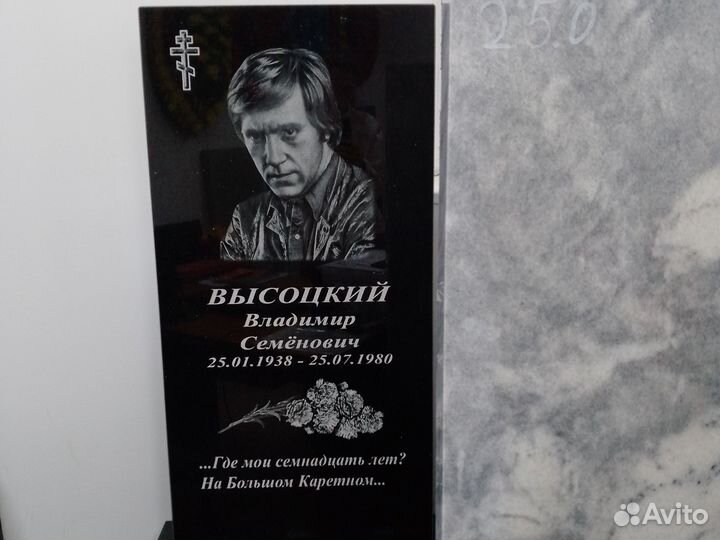 25.0
ВЫСОЦКИЙ
Владимир
Семёнович
25.01.1938 - 25.07.1980
...Где мои семнадцать лет?
На Большом Каретном...
Avito